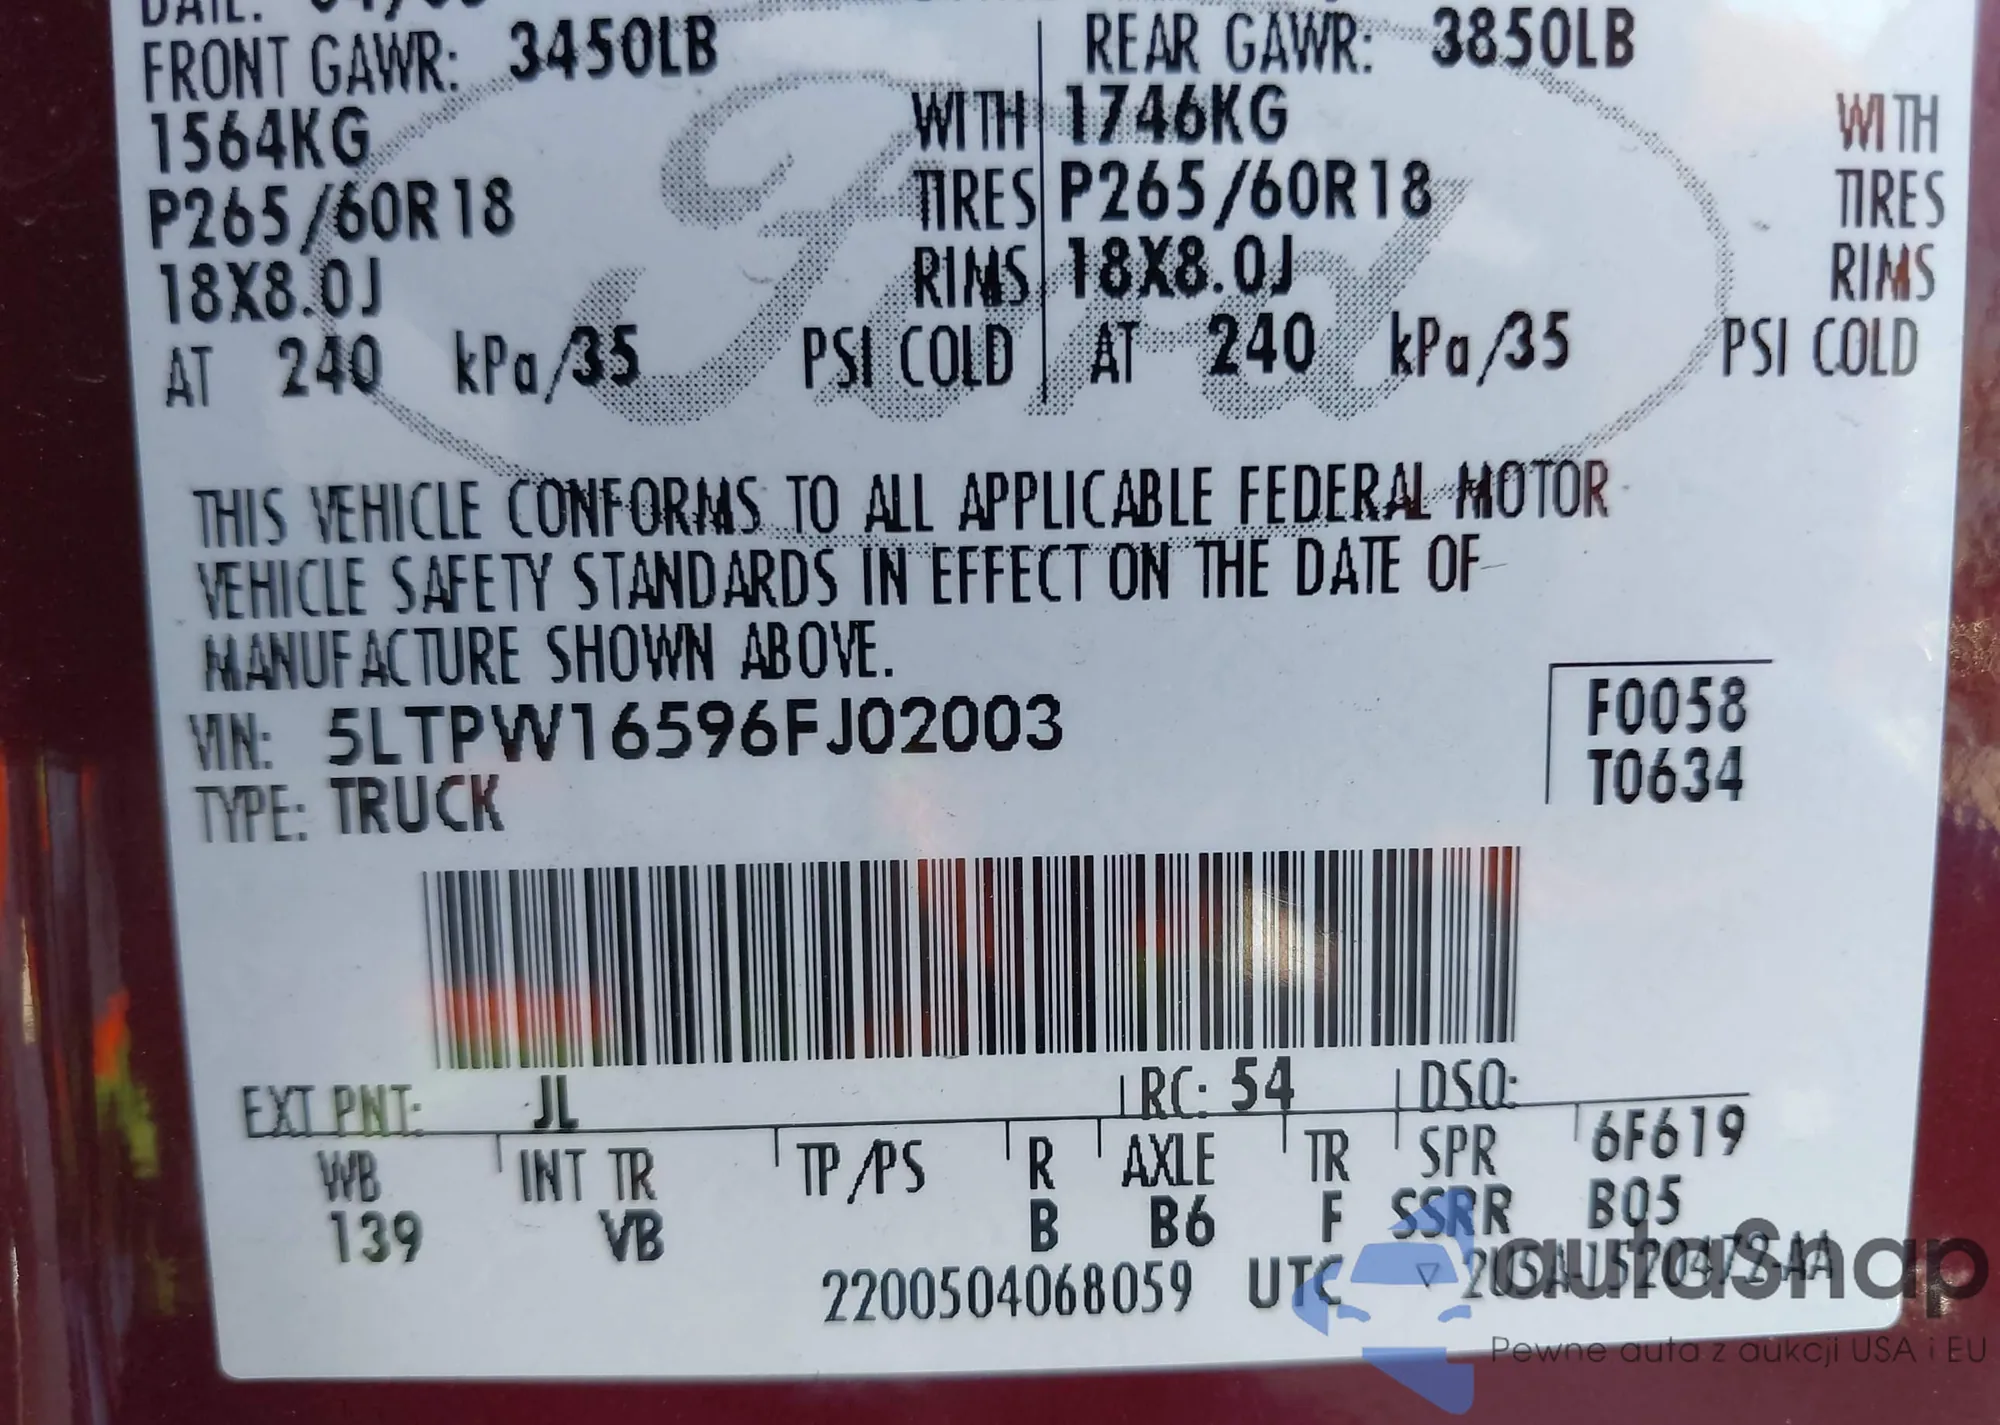 FRONT GAWR: 3450LB REAR GAWR: 3850LB
1564KG WITH 1746KG WITH
P265/60R18 TIRES P265/60R18 TIRES
18X8.0J RIMS 18X8.0J RIMS
AT 240 kPa/35 PSI COLD AT 240 kPa/35 PSI COLD
Ford
THIS VEHICLE CONFORMS TO ALL APPLICABLE FEDERAL MOTOR
VEHICLE SAFETY STANDARDS IN EFFECT ON THE DATE OF
MANUFACTURE SHOWN ABOVE.
VIN: 5LTPW16596FJ02003 F0058
TYPE: TRUCK T0634
EXT PNT: JL RC: 54 DSO:
WB INT TR TP/PS R AXLE TR SPR 6F619
139 VB B B6 F SSRR B05
2200504068059 UTC
autaSnap
Pewne auta z aukcji USA i EU